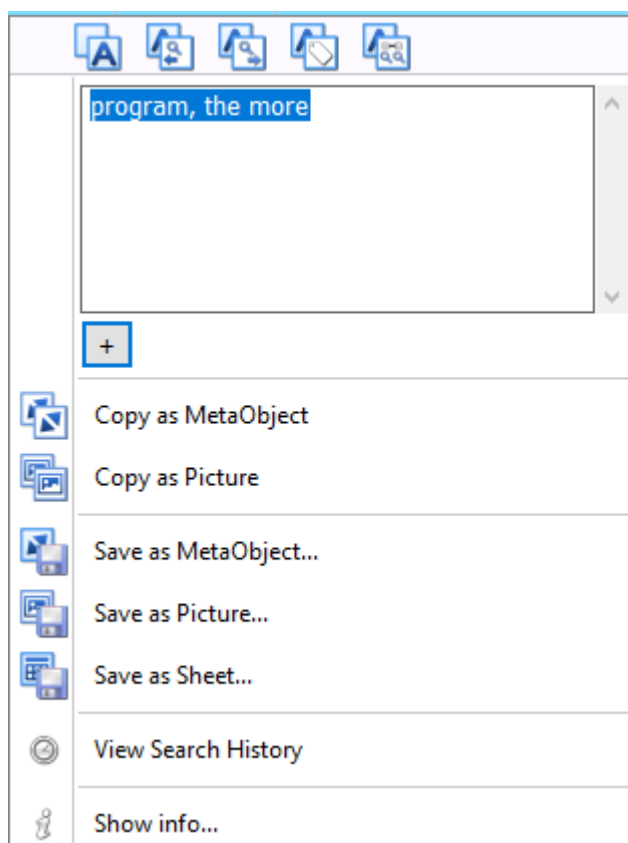 A
program, the more
+
Copy as MetaObject
Copy as Picture
Save as MetaObject...
Save as Picture...
Save as Sheet...
View Search History
Show info...